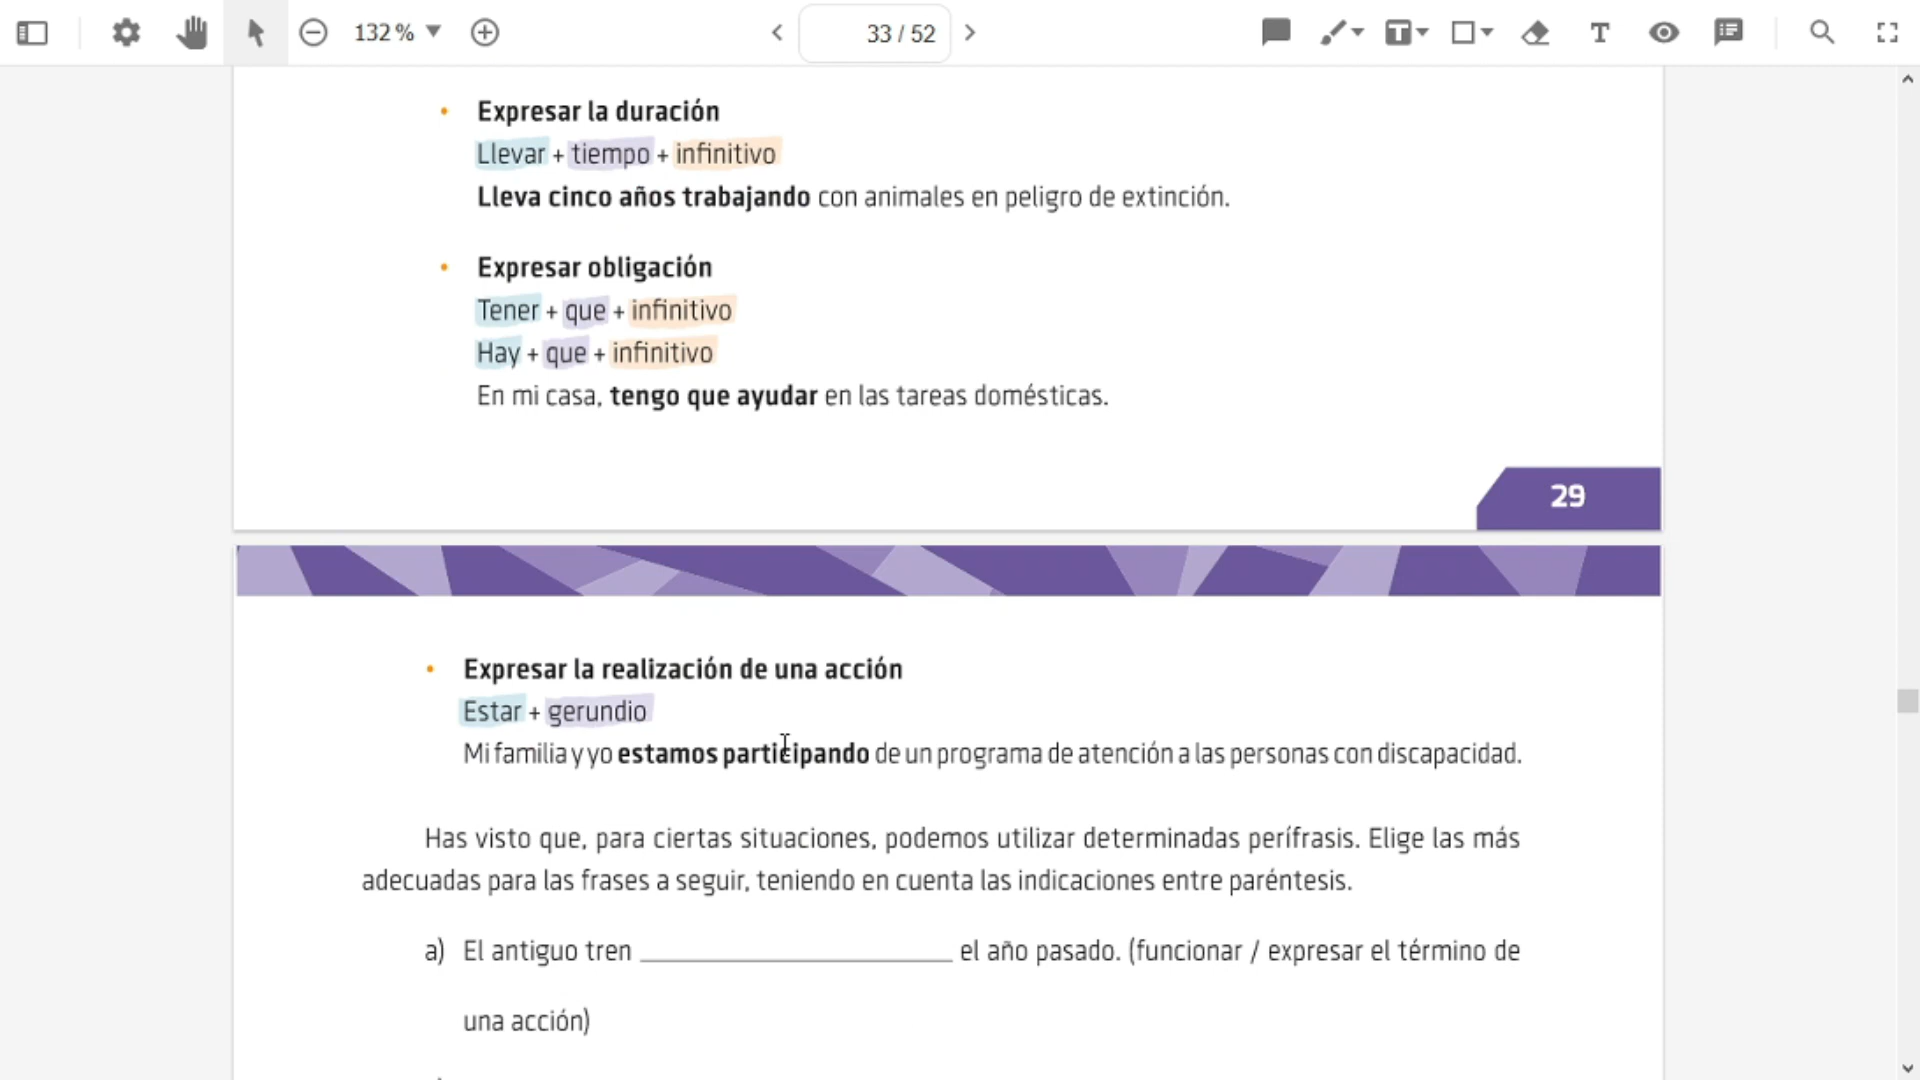 132 %
33 / 52
• Expresar la duración
Llevar + tiempo + infinitivo
Lleva cinco años trabajando con animales en peligro de extinción.
• Expresar obligación
Tener + que + infinitivo
Hay + que + infinitivo
En mi casa, tengo que ayudar en las tareas domésticas.
29
• Expresar la realización de una acción
Estar + gerundio
Mi familia y yo estamos participando de un programa de atención a las personas con discapacidad.
Has visto que, para ciertas situaciones, podemos utilizar determinadas perífrasis. Elige las más
adecuadas para las frases a seguir, teniendo en cuenta las indicaciones entre paréntesis.
a) El antiguo tren ____________________ el año pasado. (funcionar / expresar el término de
una acción)